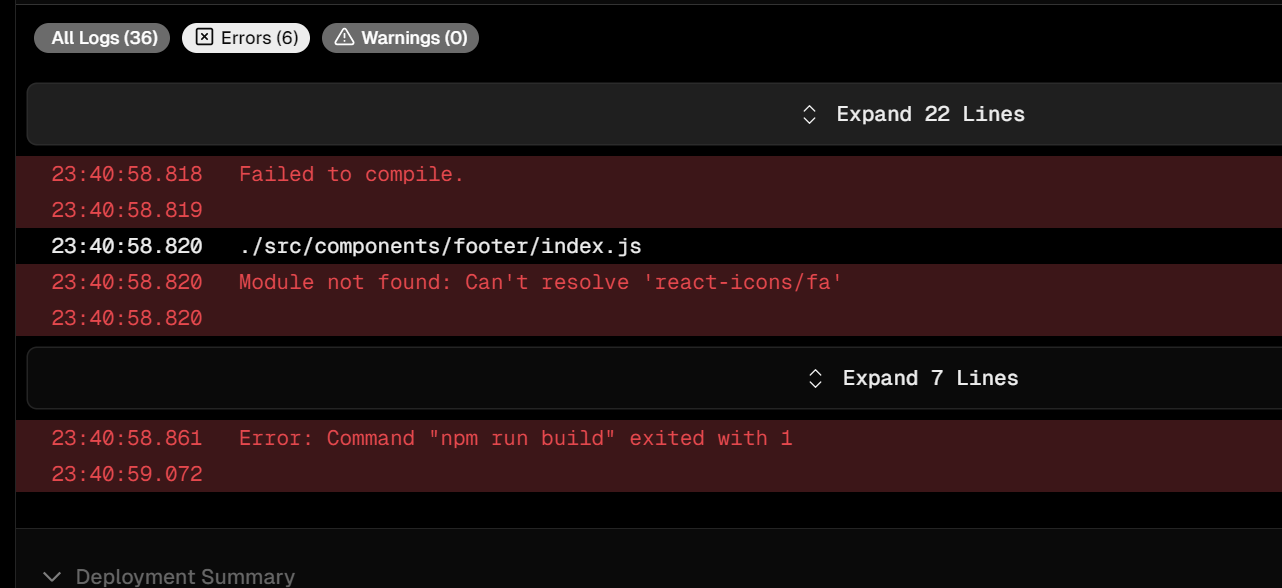 All Logs (36) Errors (6) Warnings (0)
Expand 22 Lines
23:40:58.818 Failed to compile.
23:40:58.819
23:40:58.820 ./src/components/footer/index.js
23:40:58.820 Module not found: Can't resolve 'react-icons/fa'
23:40:58.820
Expand 7 Lines
23:40:58.861 Error: Command "npm run build" exited with 1
23:40:59.072
Deployment Summary